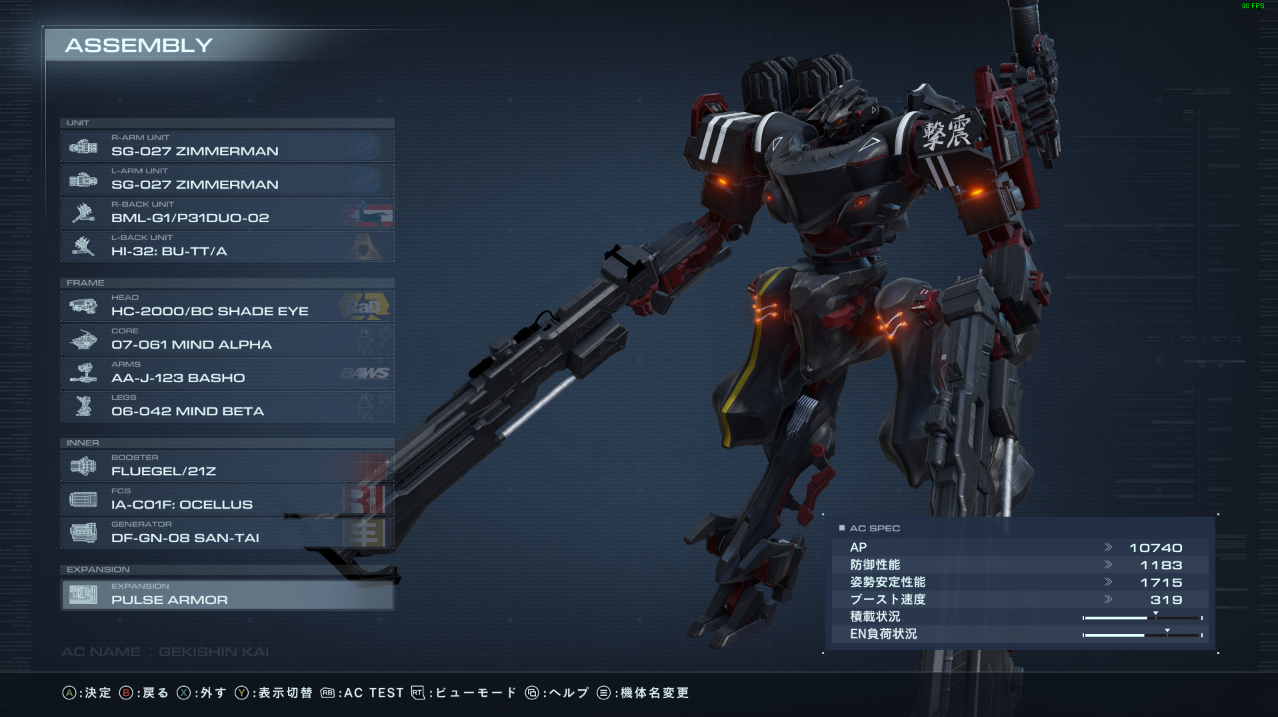 90 FPS
ASSEMBLY
UNIT
R-ARM UNIT
SG-027 ZIMMERMAN
L-ARM UNIT
SG-027 ZIMMERMAN
R-BACK UNIT
BML-G1/P31DUO-02
L-BACK UNIT
HI-32: BU-TT/A
FRAME
HEAD
HC-2000/BC SHADE EYE
RaD
CORE
07-061 MIND ALPHA
ARMS
AA-J-123 BASHO
BAWS
LEGS
06-042 MIND BETA
INNER
BOOSTER
FLUEGEL/21Z
FCS
IA-C01F: OCELLUS
RI
GENERATOR
DF-GN-08 SAN-TAI
EXPANSION
EXPANSION
PULSE ARMOR
撃震
AC SPEC
AP 10740
防御性能 1183
姿勢安定性能 1715
ブースト速度 319
積載状況
EN負荷状況
AC NAME : GEKISHIN KAI
A:決定 B:戻る X:外す Y:表示切替 RB:AC TEST RT:ビューモード :ヘルプ :機体名変更